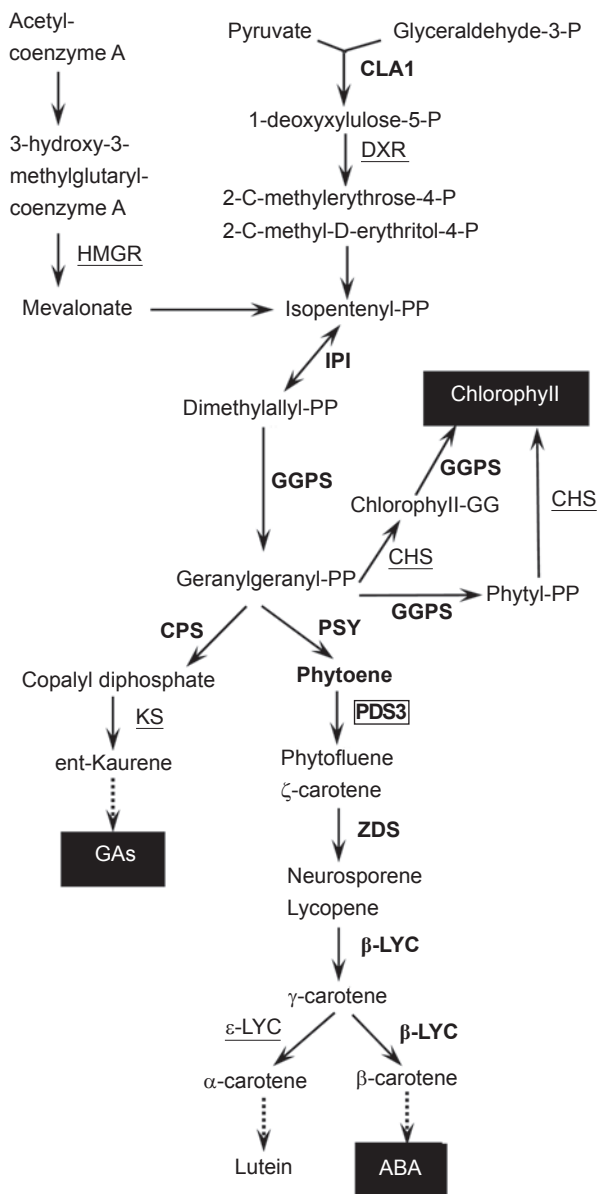 Acetyl-
coenzyme A
Pyruvate
Glyceraldehyde-3-P
CLA1
1-deoxyxylulose-5-P
DXR
3-hydroxy-3-
methylglutaryl-
coenzyme A
2-C-methylerythrose-4-P
2-C-methyl-D-erythritol-4-P
HMGR
Mevalonate
Isopentenyl-PP
IPI
Dimethylallyl-PP
Chlorophyll
GGPS
GGPS
Chlorophyll-GG
CHS
CHS
Geranylgeranyl-PP
GGPS
Phytyl-PP
CPS
PSY
Copalyl diphosphate
Phytoene
KS
PDS3
ent-Kaurene
Phytofluene
ζ-carotene
GAs
ZDS
Neurosporene
Lycopene
β-LYC
γ-carotene
ε-LYC
β-LYC
α-carotene
β-carotene
Lutein
ABA